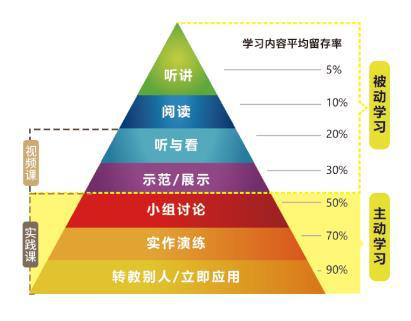 学习内容平均留存率
听讲
5%
阅读
10%
听与看
20%
示范/展示
30%
小组讨论
50%
实作演练
70%
转教别人/立即应用
90%
被动学习
主动学习
视频课
实践课